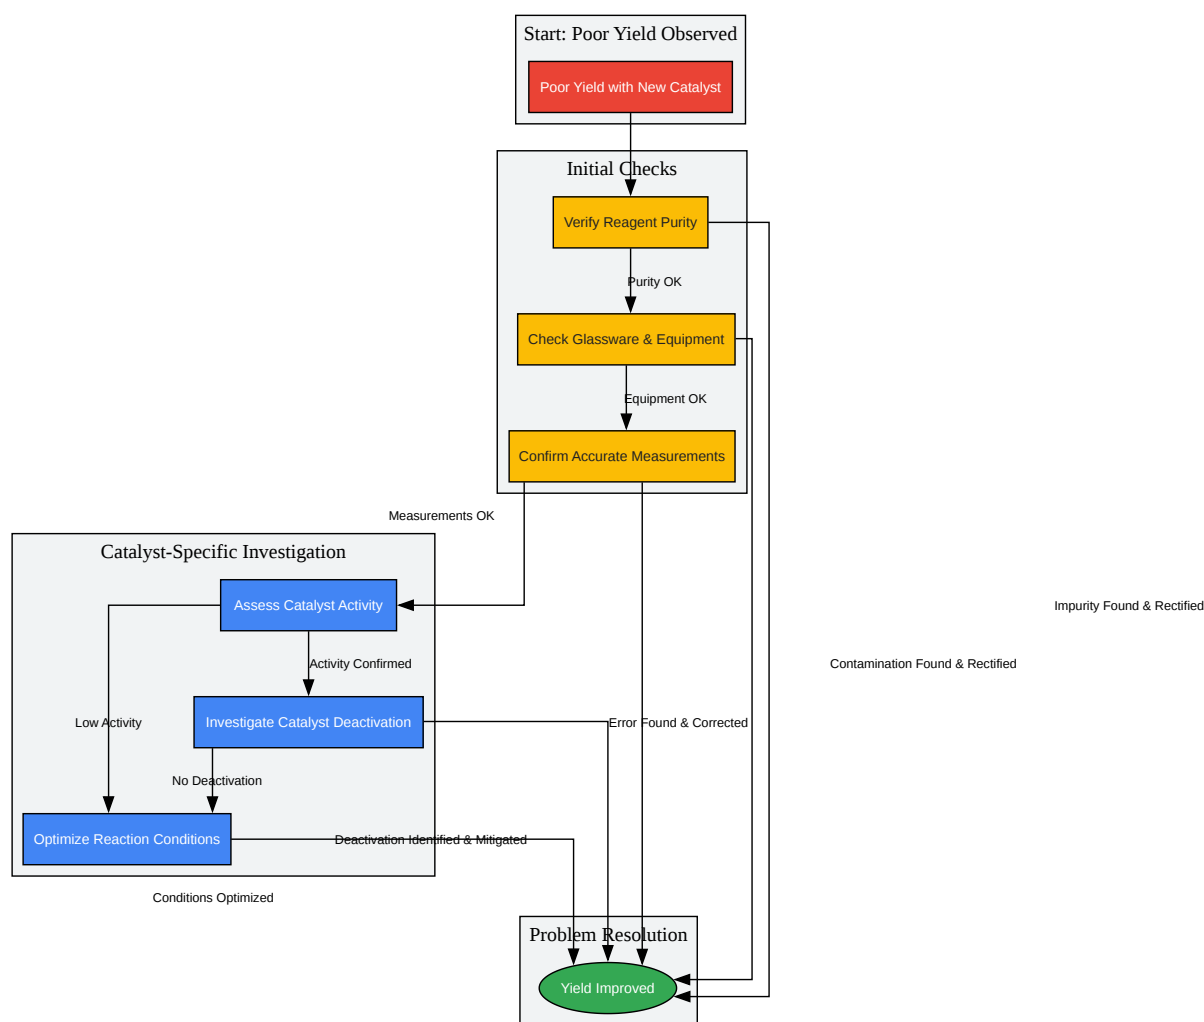 Start: Poor Yield Observed
Poor Yield with New Catalyst
Initial Checks
Verify Reagent Purity
Purity OK
Check Glassware & Equipment
Equipment OK
Confirm Accurate Measurements
Measurements OK
Catalyst-Specific Investigation
Assess Catalyst Activity
Impurity Found & Rectified
Activity Confirmed
Contamination Found & Rectified
Low Activity
Investigate Catalyst Deactivation
Error Found & Corrected
No Deactivation
Optimize Reaction Conditions
Deactivation Identified & Mitigated
Conditions Optimized
Problem Resolution
Yield Improved